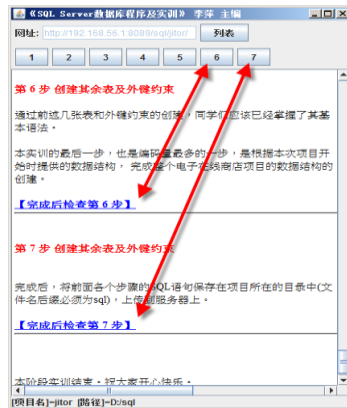 《SQL Server数据库程序及实训》 李萍 主编
网址: http://192.168.56.1:8089/sql/jitor/ 列表
1 2 3 4 5 6 7
第 6 步 创建其余表及外键约束
通过前述几张表和外键约束的创建，同学们应该已经掌握了其基
本语法。
本实训的最后一步，也是编码量最多的一步，是根据本次项目开
始时提供的数据结构， 完成整个电子在线商店项目的数据结构的
创建。
【完成后检查第 6 步】
第 7 步 创建其余表及外键约束
完成后，将前面各个步骤的SQL语句保存在项目所在的目录中(文
件名后缀必须为sql)，上传到服务器上。
【完成后检查第 7 步】
本阶段实训结束。祝大家开心快乐。
[项目名]=jitor [路径]=D:/sql